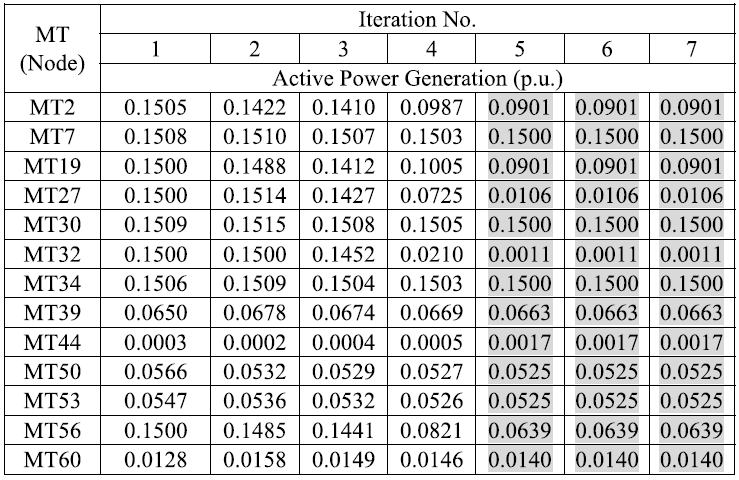 MT
(Node)
Iteration No.
1 2 3 4 5 6 7
Active Power Generation (p.u.)
MT2 0.1505 0.1422 0.1410 0.0987 0.0901 0.0901 0.0901
MT7 0.1508 0.1510 0.1507 0.1503 0.1500 0.1500 0.1500
MT19 0.1500 0.1488 0.1412 0.1005 0.0901 0.0901 0.0901
MT27 0.1500 0.1514 0.1427 0.0725 0.0106 0.0106 0.0106
MT30 0.1509 0.1515 0.1508 0.1505 0.1500 0.1500 0.1500
MT32 0.1500 0.1500 0.1452 0.0210 0.0011 0.0011 0.0011
MT34 0.1506 0.1509 0.1504 0.1503 0.1500 0.1500 0.1500
MT39 0.0650 0.0678 0.0674 0.0669 0.0663 0.0663 0.0663
MT44 0.0003 0.0002 0.0004 0.0005 0.0017 0.0017 0.0017
MT50 0.0566 0.0532 0.0529 0.0527 0.0525 0.0525 0.0525
MT53 0.0547 0.0536 0.0532 0.0526 0.0525 0.0525 0.0525
MT56 0.1500 0.1485 0.1441 0.0821 0.0639 0.0639 0.0639
MT60 0.0128 0.0158 0.0149 0.0146 0.0140 0.0140 0.0140